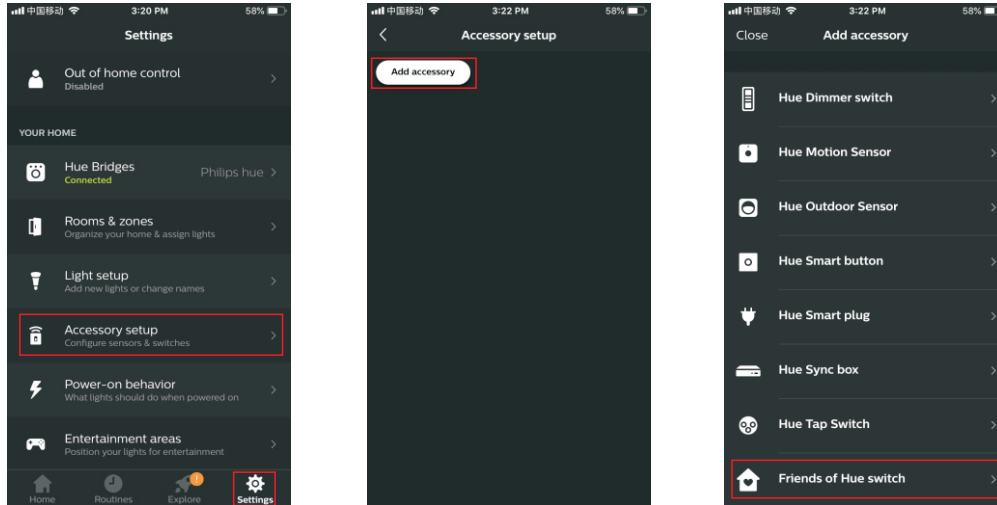 中国移动 3:20 PM 58%
Settings
Out of home control
Disabled
YOUR HOME
Hue Bridges
Connected
Philips hue
Rooms & zones
Organize your home & assign lights
Light setup
Add new lights or change names
Accessory setup
Configure sensors & switches
Power-on behavior
What lights should do when powered on
Entertainment areas
Position your lights for entertainment
Home Routines Explore Settings
中国移动 3:22 PM 58%
Accessory setup
Add accessory
中国移动 3:22 PM 58%
Close Add accessory
Hue Dimmer switch
Hue Motion Sensor
Hue Outdoor Sensor
Hue Smart button
Hue Smart plug
Hue Sync box
Hue Tap Switch
Friends of Hue switch